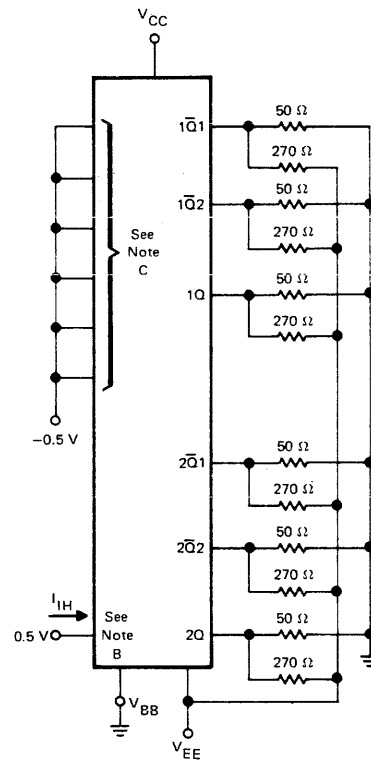 VCC
1Q̅1
50 Ω
270 Ω
1Q̅2
50 Ω
270 Ω
See
Note
C
1Q
50 Ω
270 Ω
−0.5 V
2Q̅1
50 Ω
270 Ω
2Q̅2
50 Ω
270 Ω
IIH
0.5 V
See
Note
B
2Q
50 Ω
270 Ω
VBB
VEE